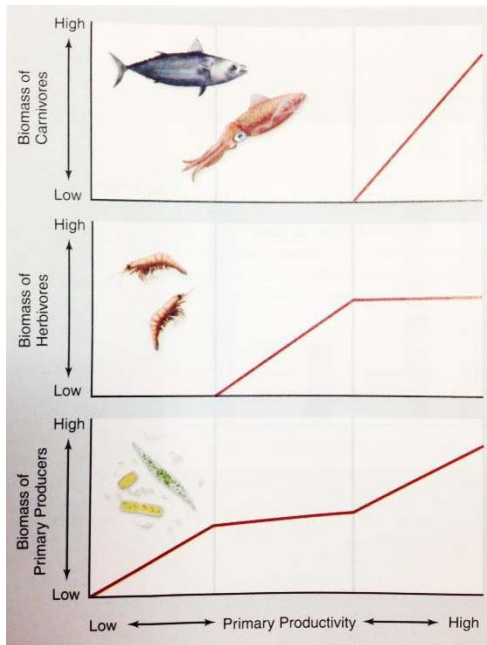 High
Biomass of
Carnivores
Low
High
Biomass of
Herbivores
Low
High
Biomass of
Primary Producers
Low
Low Primary Productivity High